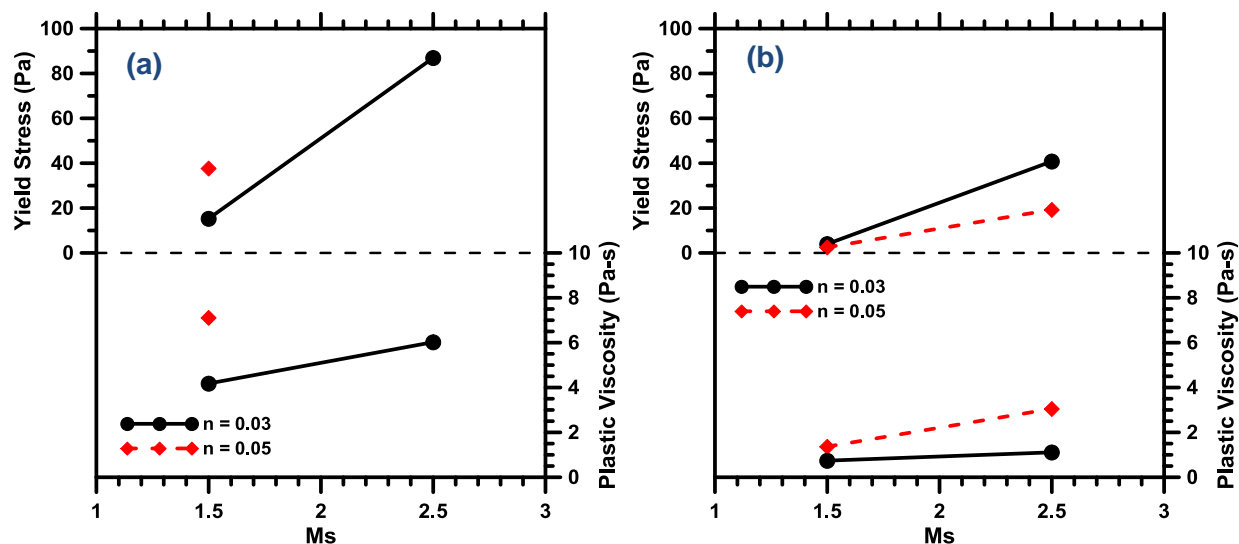 (a)
Yield Stress (Pa)
100
80
60
40
20
0
10
8
6
4
2
0
Plastic Viscosity (Pa-s)
n = 0.03
n = 0.05
1
1.5
2
2.5
3
Ms
(b)
Yield Stress (Pa)
100
80
60
40
20
0
10
8
6
4
2
0
Plastic Viscosity (Pa-s)
n = 0.03
n = 0.05
1
1.5
2
2.5
3
Ms